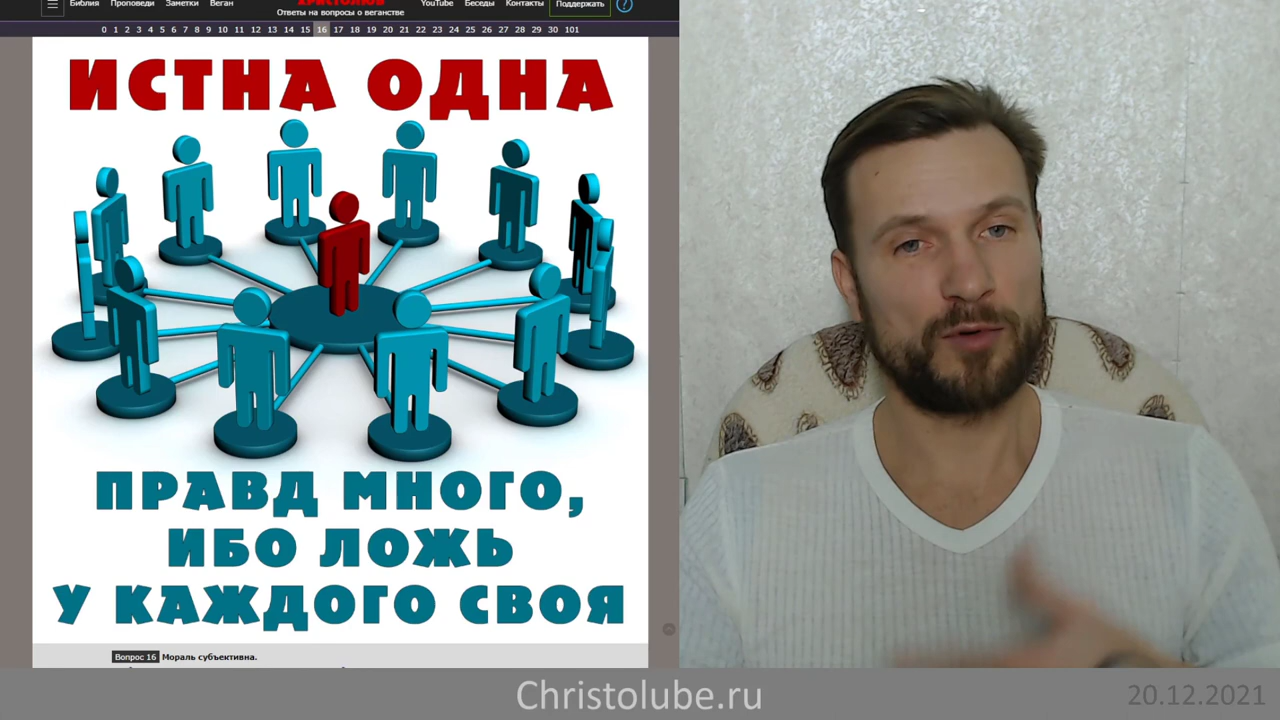 Библия Проповеди Заметки Веган ХРИСТОЛЮБ YouTube Беседы Контакты Поддержать ?
Ответы на вопросы о веганстве
0 1 2 3 4 5 6 7 8 9 10 11 12 13 14 15 16 17 18 19 20 21 22 23 24 25 26 27 28 29 30 101
ИСТНА ОДНА
ПРАВД МНОГО,
ИБО ЛОЖЬ
У КАЖДОГО СВОЯ
Вопрос 16 Мораль субъективна.
Christolube.ru
20.12.2021